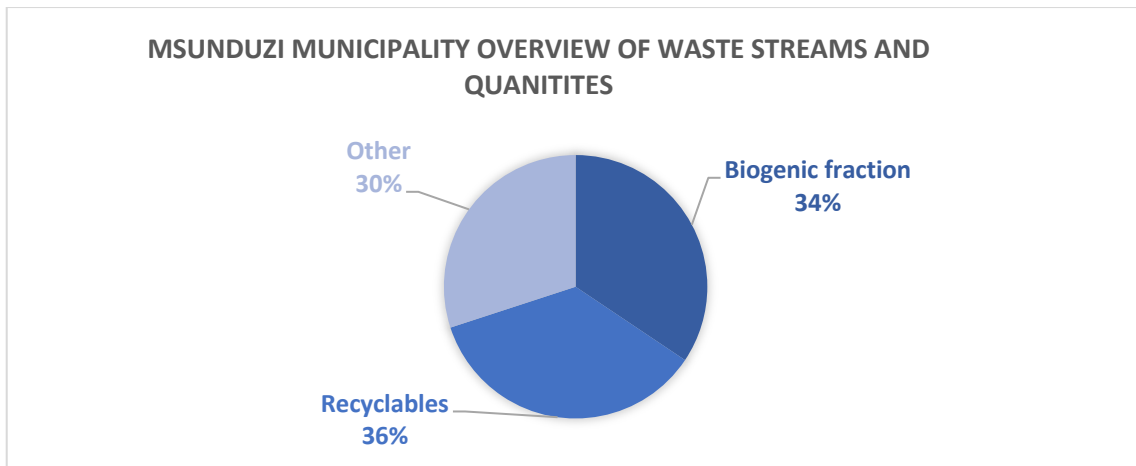 MSUNDUZI MUNICIPALITY OVERVIEW OF WASTE STREAMS AND
QUANITITES
Other
30%
Biogenic fraction
34%
Recyclables
36%